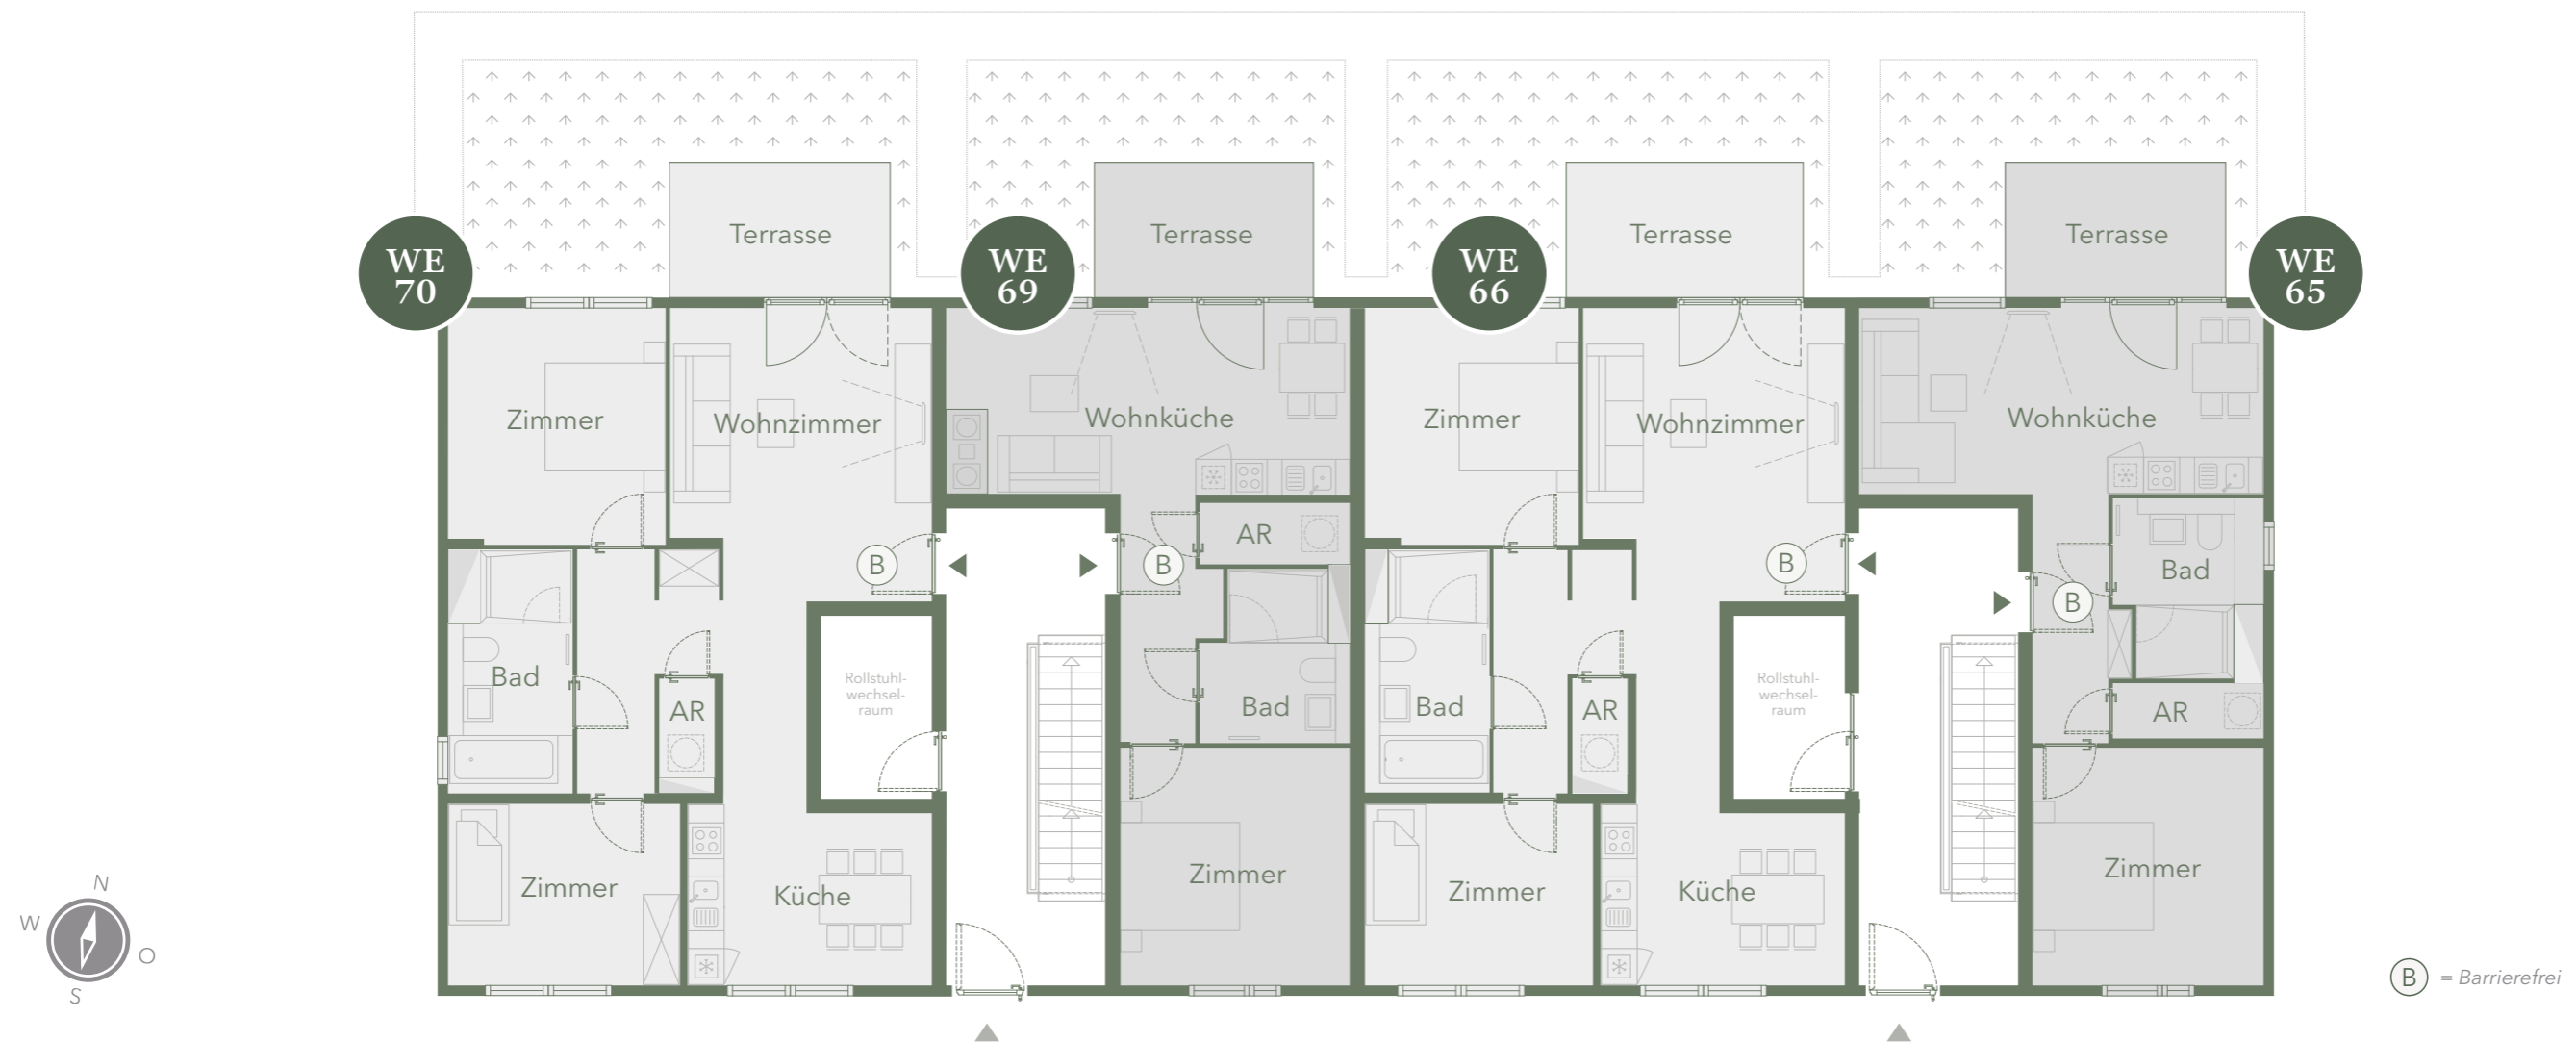 Terrasse
Terrasse
Terrasse
Terrasse
WE
70
WE
69
WE
66
WE
65
Zimmer
Wohnzimmer
Wohnküche
Zimmer
Wohnzimmer
Wohnküche
AR
B
B
B
Bad
B
Bad
AR
Rollstuhl-
wechsel-
raum
Bad
Bad
AR
Rollstuhl-
wechsel-
raum
AR
Zimmer
Küche
Zimmer
Zimmer
Küche
Zimmer
N
W
O
S
B = Barrierefrei